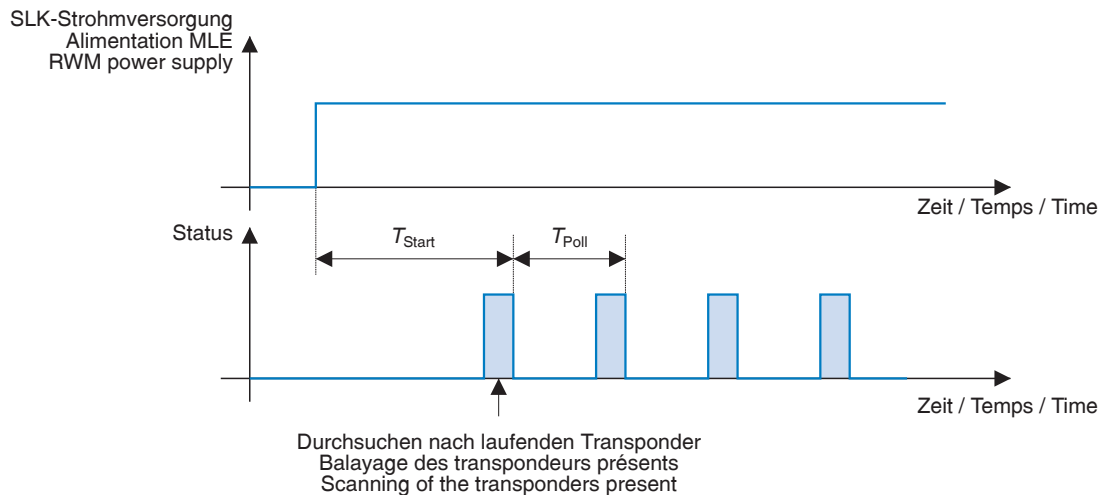 SLK-Strohmversorgung
Alimentation MLE
RWM power supply
Zeit / Temps / Time
Status
TStart
TPoll
Zeit / Temps / Time
Durchsuchen nach laufenden Transponder
Balayage des transpondeurs présents
Scanning of the transponders present